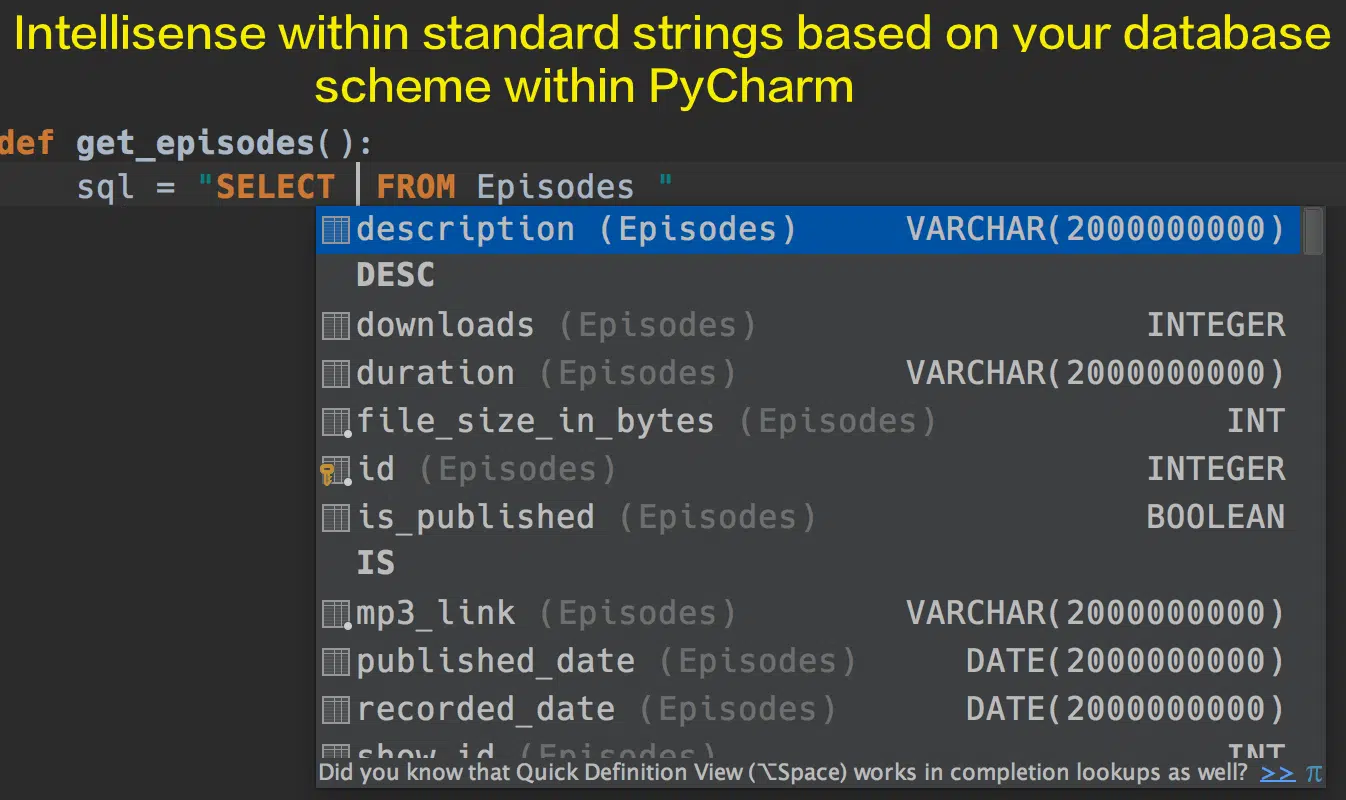 Intellisense within standard strings based on your database
scheme within PyCharm
def get_episodes():
sql = "SELECT FROM Episodes "
description (Episodes) VARCHAR(2000000000)
DESC
downloads (Episodes) INTEGER
duration (Episodes) VARCHAR(2000000000)
file_size_in_bytes (Episodes) INT
id (Episodes) INTEGER
is_published (Episodes) BOOLEAN
IS
mp3_link (Episodes) VARCHAR(2000000000)
published_date (Episodes) DATE(2000000000)
recorded_date (Episodes) DATE(2000000000)
show_id (Episodes) INT
Did you know that Quick Definition View (⌥Space) works in completion lookups as well? >> π